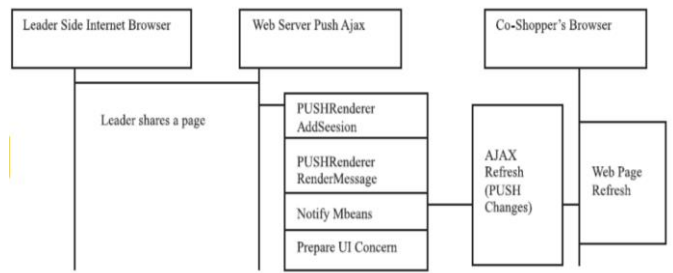 Leader Side Internet Browser
Web Server Push Ajax
Co-Shopper's Browser
Leader shares a page
PUSHRenderer
AddSeesion
PUSHRenderer
RenderMessage
Notify Mbeans
Prepare UI Concern
AJAX
Refresh
(PUSH
Changes)
Web Page
Refresh